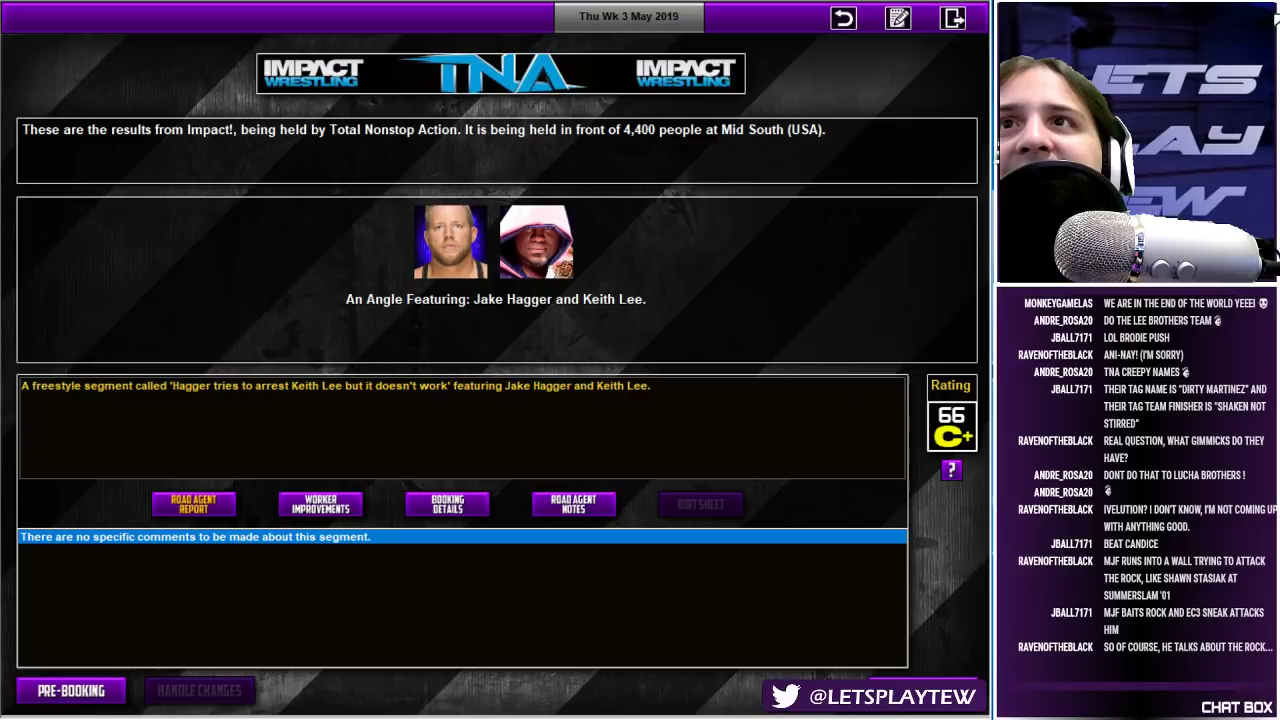 Thu Wk 3 May 2019
IMPACT WRESTLING TNA IMPACT WRESTLING
These are the results from Impact!, being held by Total Nonstop Action. It is being held in front of 4,400 people at Mid South (USA).
An Angle Featuring: Jake Hagger and Keith Lee.
A freestyle segment called 'Hagger tries to arrest Keith Lee but it doesn't work' featuring Jake Hagger and Keith Lee.
Rating
66
C+
?
ROAD AGENT REPORT
WORKER IMPROVEMENTS
BOOKING DETAILS
ROAD AGENT NOTES
DIRT SHEET
There are no specific comments to be made about this segment.
PRE-BOOKING
HANDLE CHANGES
@LETSPLAYTEW
MONKEYGAMELAS WE ARE IN THE END OF THE WORLD YEEE!
ANDRE_ROSA20 DO THE LEE BROTHERS TEAM
JBALL7171 LOL BRODIE PUSH
RAVENOFTHEBLACK ANI-NAY! (I'M SORRY)
ANDRE_ROSA20 TNA CREEPY NAMES
JBALL7171 THEIR TAG NAME IS "DIRTY MARTINEZ" AND
THEIR TAG TEAM FINISHER IS "SHAKEN NOT
STIRRED"
RAVENOFTHEBLACK REAL QUESTION, WHAT GIMMICKS DO THEY
HAVE?
ANDRE_ROSA20 DONT DO THAT TO LUCHA BROTHERS !
ANDRE_ROSA20
RAVENOFTHEBLACK IVELUTION? I DON'T KNOW, I'M NOT COMING UP
WITH ANYTHING GOOD.
JBALL7171 BEAT CANDICE
RAVENOFTHEBLACK MJF RUNS INTO A WALL TRYING TO ATTACK
THE ROCK, LIKE SHAWN STASIAK AT
SUMMERSLAM '01
JBALL7171 MJF BAITS ROCK AND EC3 SNEAK ATTACKS
HIM
RAVENOFTHEBLACK SO OF COURSE, HE TALKS ABOUT THE ROCK...
CHAT BOX